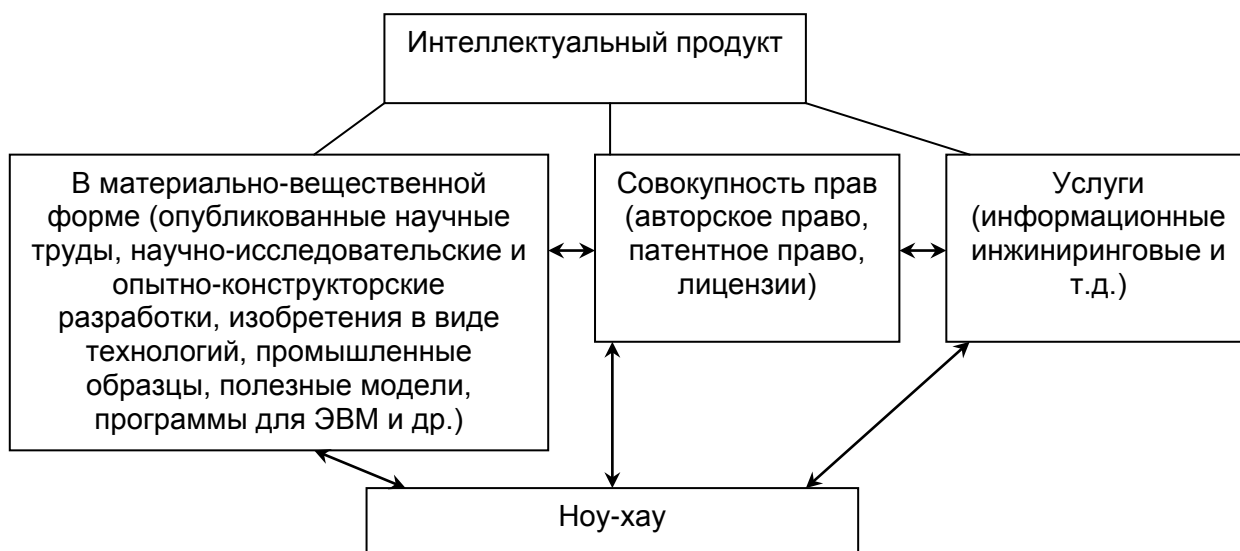 Интеллектуальный продукт
В материально-вещественной
форме (опубликованные научные
труды, научно-исследовательские и
опытно-конструкторские
разработки, изобретения в виде
технологий, промышленные
образцы, полезные модели,
программы для ЭВМ и др.)
Совокупность прав
(авторское право,
патентное право,
лицензии)
Услуги
(информационные
инжиниринговые и
т.д.)
Ноу-хау